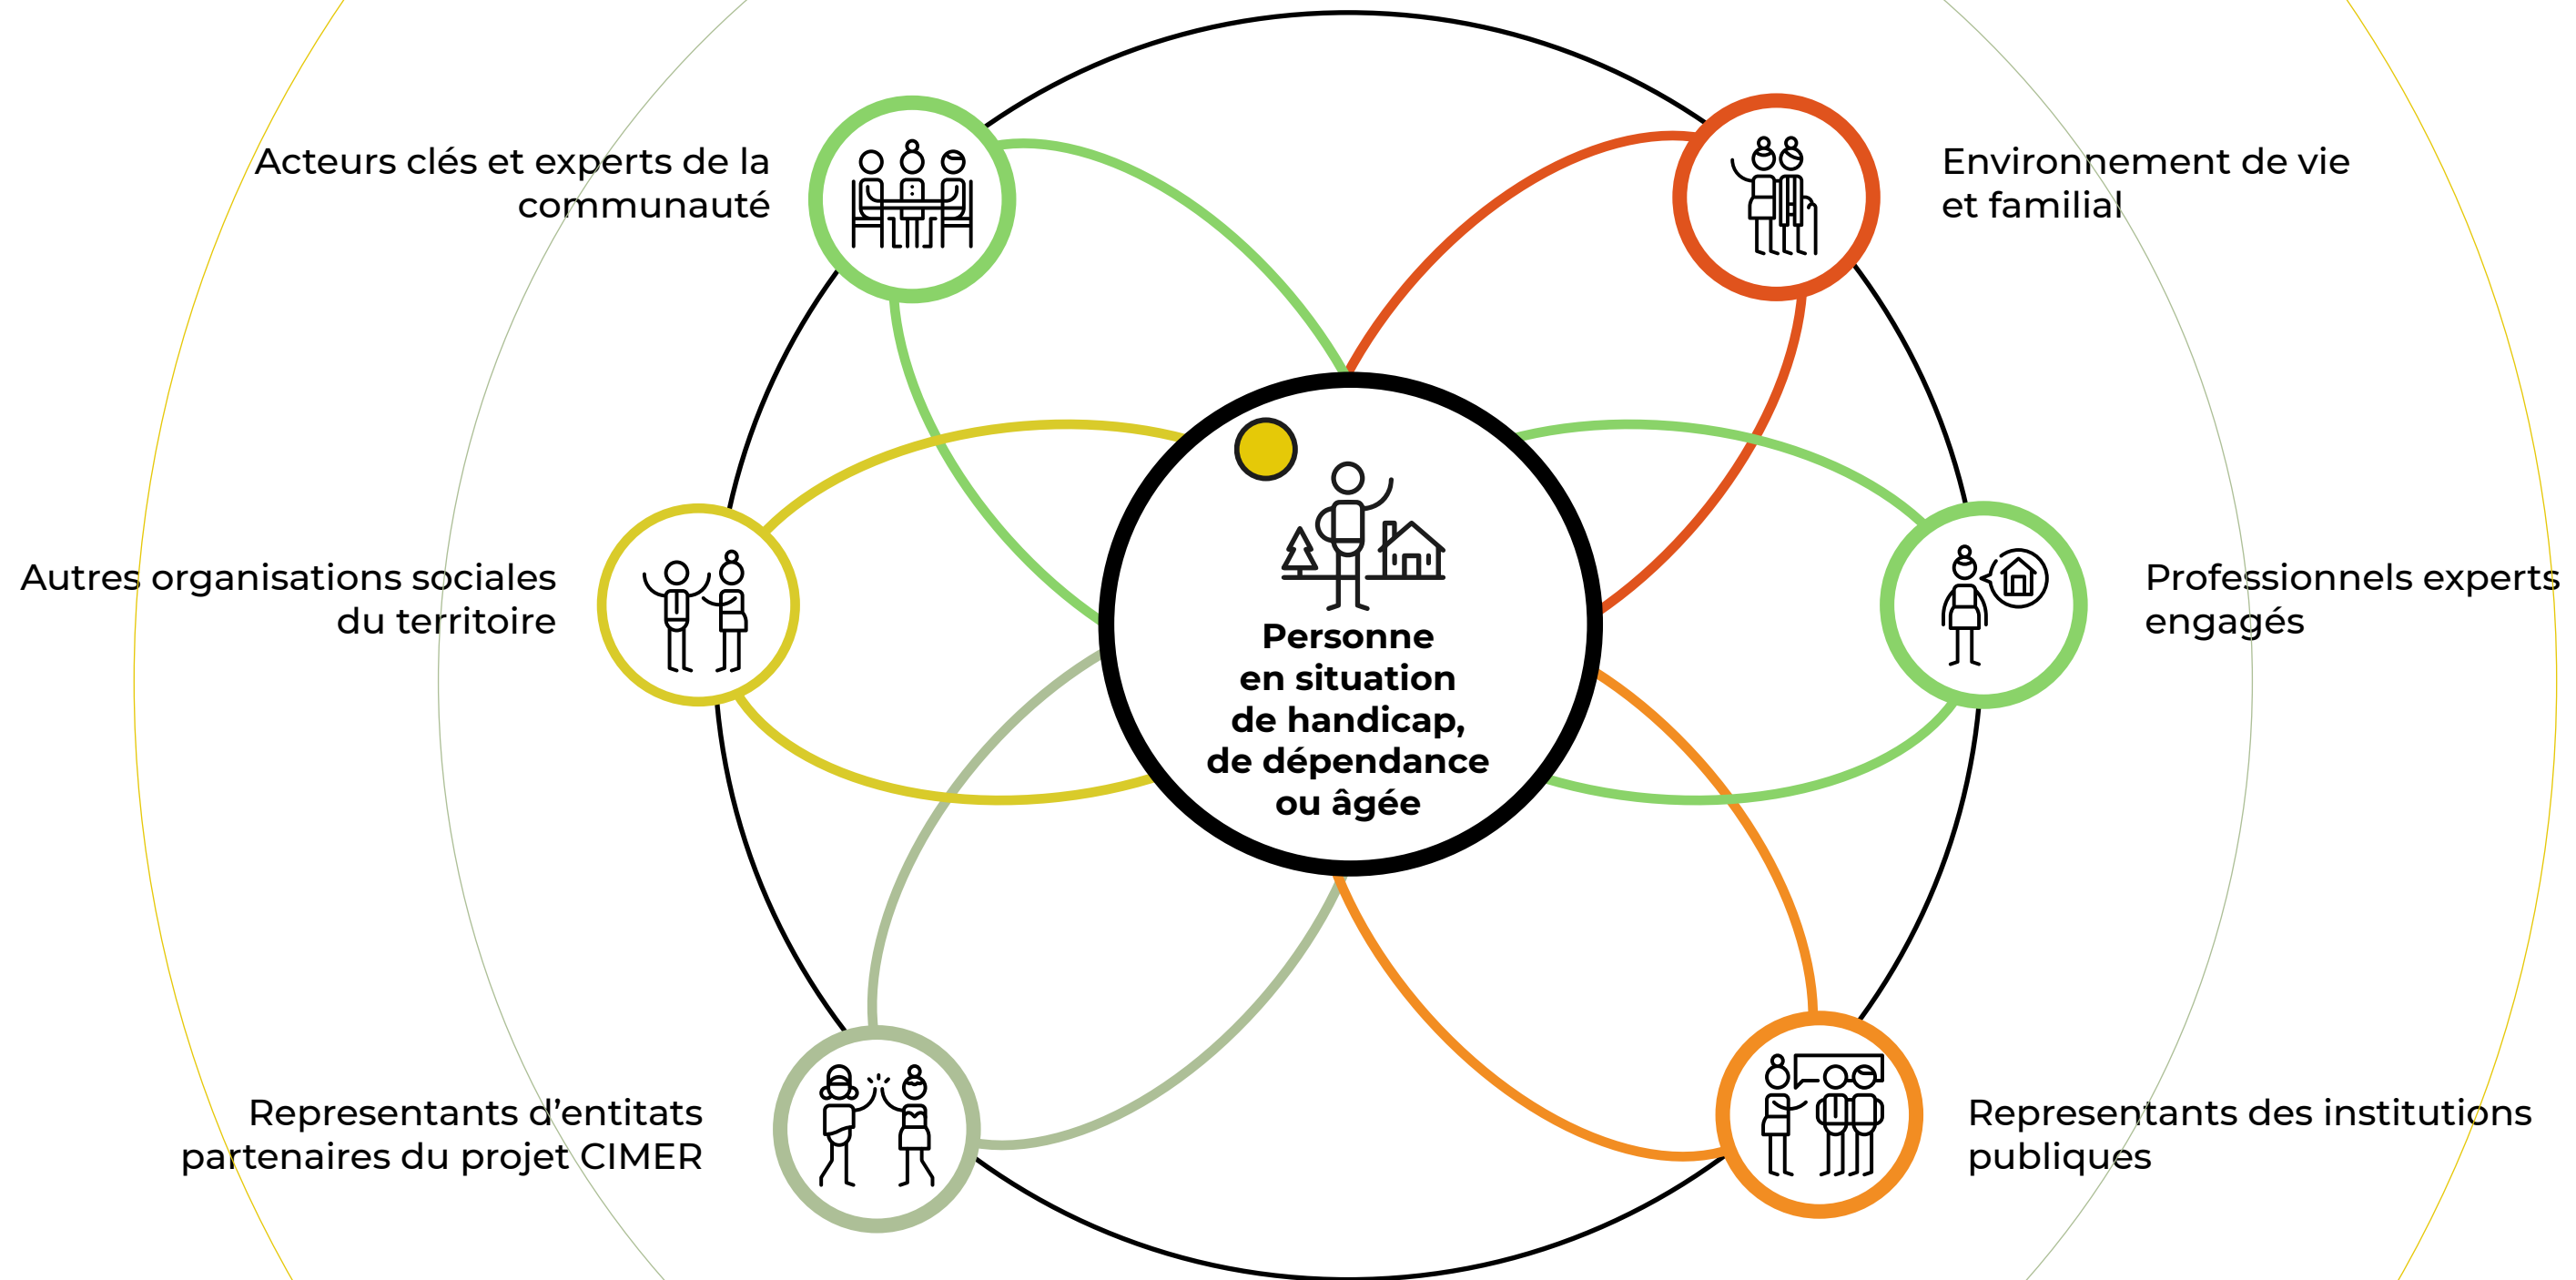 Acteurs clés et experts de la
communauté
Environnement de vie
et familial
Autres organisations sociales
du territoire
Personne
en situation
de handicap,
de dépendance
ou âgée
Professionnels experts
engagés
Representants d’entitats
partenaires du projet CIMER
Representants des institutions
publiques